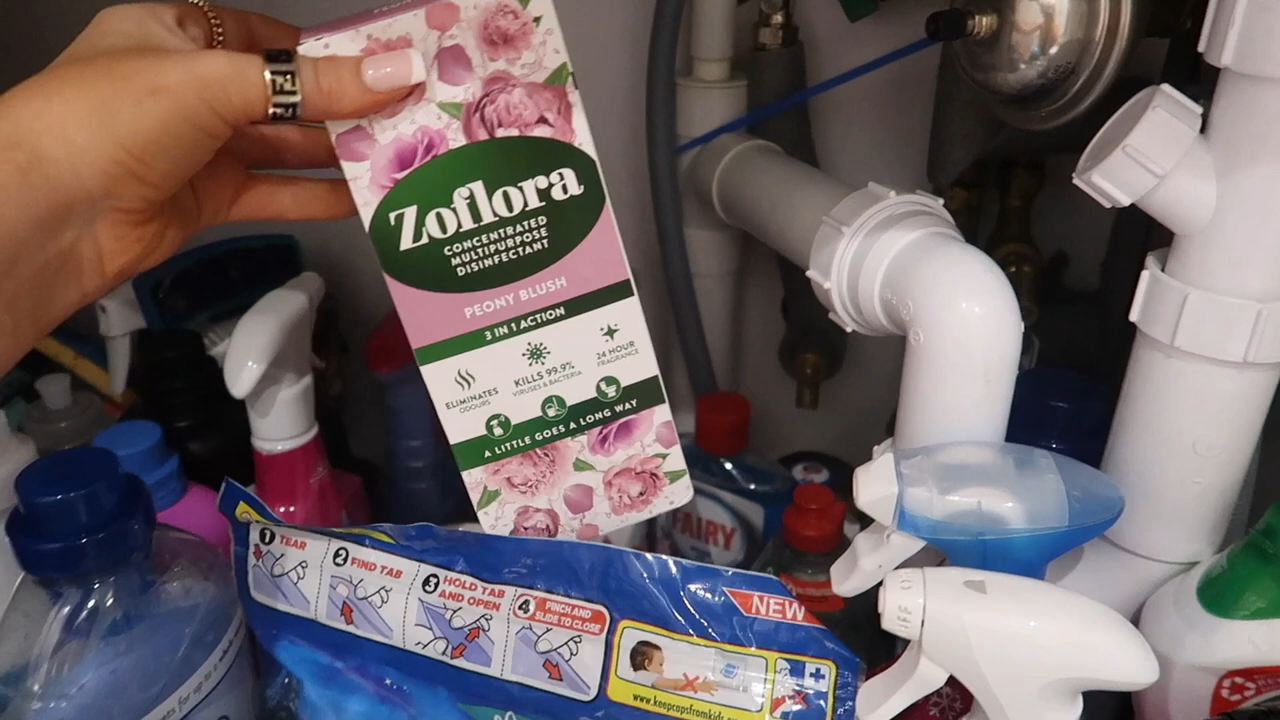 PEONY
Zoflora
CONCENTRATED
MULTIPURPOSE
DISINFECTANT
PEONY BLUSH
3 IN 1 ACTION
ELIMINATES
ODOURS
KILLS 99.9%
VIRUSES & BACTERIA
24 HOUR
FRAGRANCE
A LITTLE GOES A LONG WAY
FAIRY
1 TEAR
2 FIND TAB
3 HOLD TAB
AND OPEN
4 PINCH AND
SLIDE TO CLOSE
NEW
www.keepcapsfromkids
OFF